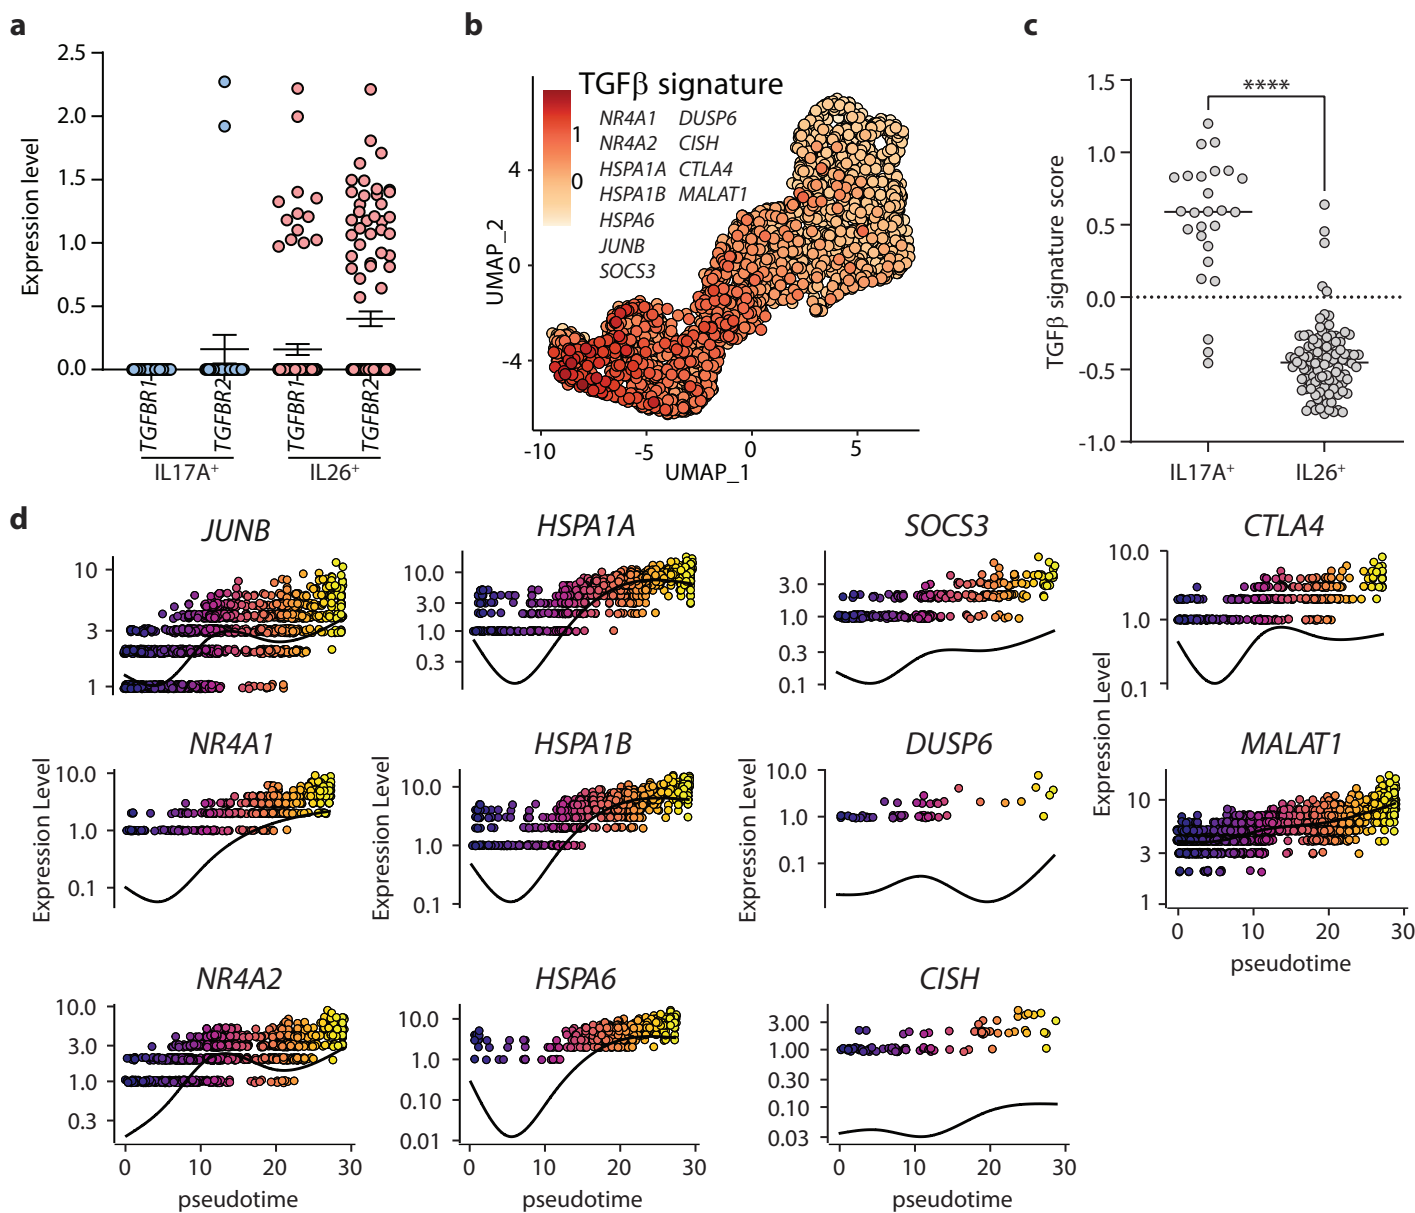 a
2.5
2.0
1.5
1.0
0.5
0.0
Expression level
TGFBR1
TGFBR2
TGFBR1
TGFBR2
IL17A+
IL26+
b
TGFβ signature
1
0
NR4A1 DUSP6
NR4A2 CISH
HSPA1A CTLA4
HSPA1B MALAT1
HSPA6
JUNB
SOCS3
4
0
-4
UMAP_2
-10 -5 0 5
UMAP_1
c
1.5
1.0
0.5
0.0
-0.5
-1.0
TGFβ signature score
****
IL17A+ IL26+
d
JUNB
10
3
1
HSPA1A
10.0
3.0
1.0
0.3
SOCS3
3.0
1.0
0.3
0.1
CTLA4
10.0
1.0
0.1
Expression Level
NR4A1
10.0
1.0
0.1
Expression Level
HSPA1B
10.0
1.0
0.1
Expression Level
DUSP6
10.0
1.0
0.1
Expression Level
MALAT1
10
3
1
0 10 20 30
pseudotime
NR4A2
10.0
3.0
1.0
0.3
0 10 20 30
pseudotime
HSPA6
10.0
1.0
0.10
0.01
0 10 20 30
pseudotime
CISH
3.00
1.00
0.30
0.10
0.03
0 10 20 30
pseudotime